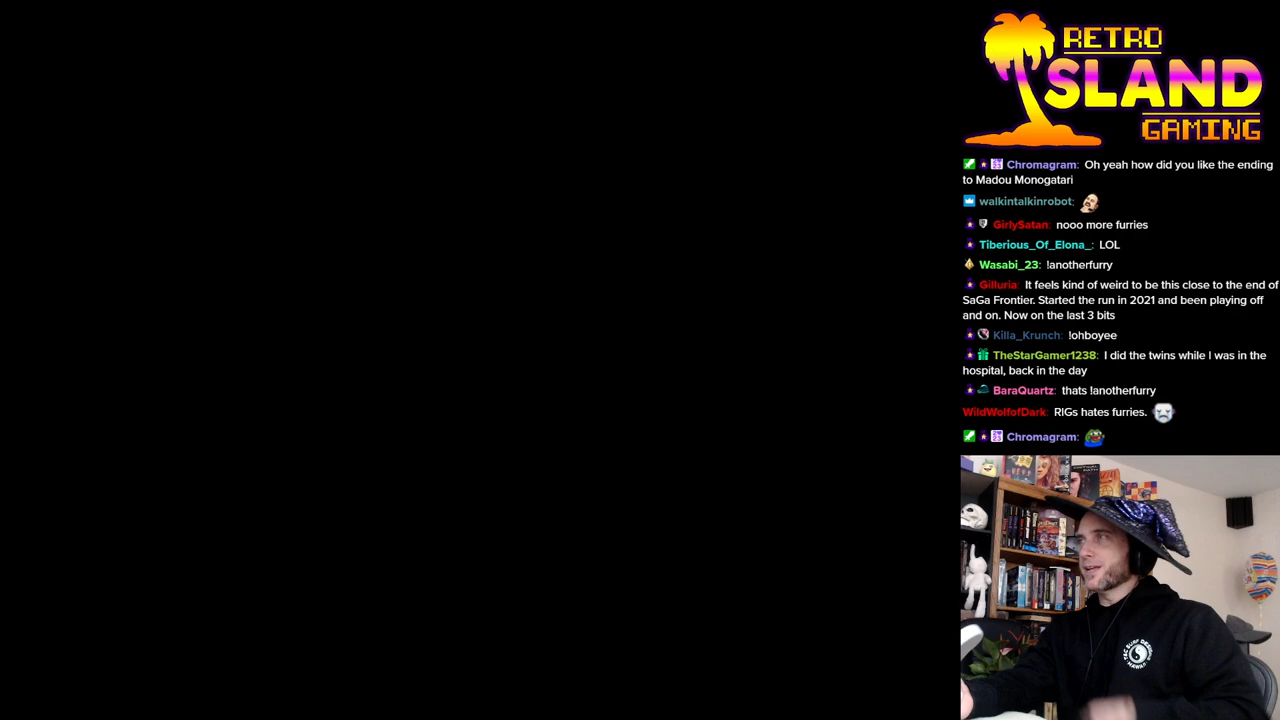 RETRO
ISLAND
GAMING
Chromagram: Oh yeah how did you like the ending
to Madou Monogatari
walkintalkinrobot:
GirlySatan: nooo more furries
Tiberious_Of_Elona_: LOL
Wasabi_23: !anotherfurry
Gilluria: It feels kind of weird to be this close to the end of
SaGa Frontier. Started the run in 2021 and been playing off
and on. Now on the last 3 bits
Killa_Krunch: !ohboyee
TheStarGamer1238: I did the twins while I was in the
hospital, back in the day
BaraQuartz: thats !anotherfurry
WildWolfofDark: RIGs hates furries.
Chromagram: